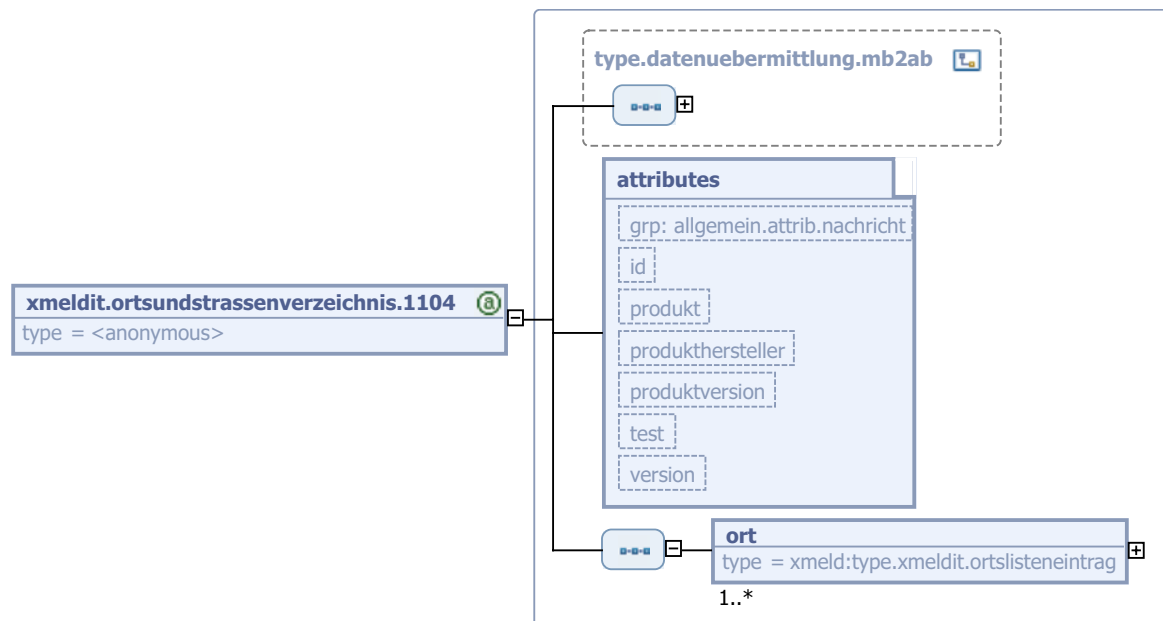 type.datenuebermittlung.mb2ab
attributes
grp: allgemein.attrib.nachricht
id
produkt
produkthersteller
produktversion
test
version
xmeldit.ortsundstrassenverzeichnis.1104 @
type = <anonymous>
ort
type = xmeld:type.xmeldit.ortslisteneintrag
1..*